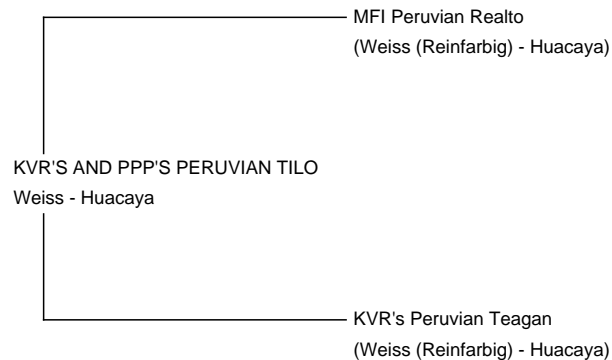 MFI Peruvian Realto
(Weiss (Reinfarbig) - Huacaya)
KVR'S AND PPP'S PERUVIAN TILO
Weiss - Huacaya
KVR's Peruvian Teagan
(Weiss (Reinfarbig) - Huacaya)